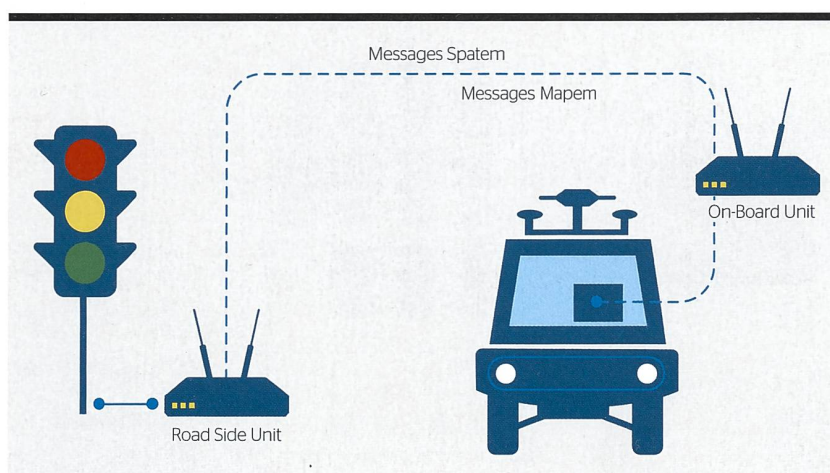 Messages Spatem
Messages Mapem
On-Board Unit
Road Side Unit